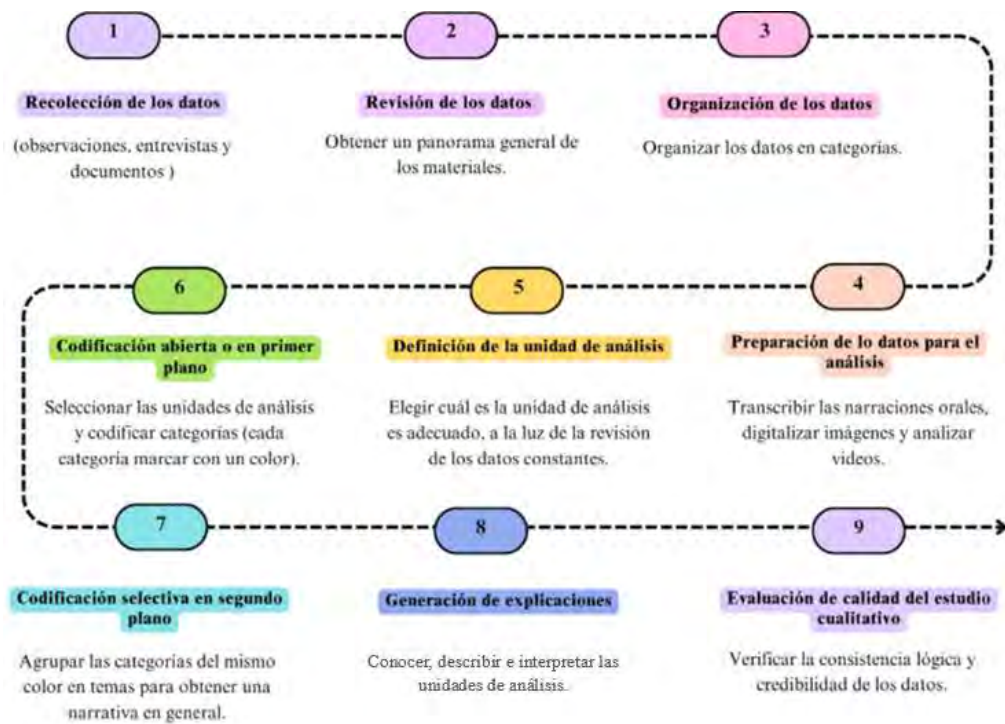 1
2
3
Recolección de los datos
(observaciones, entrevistas y
documentos )
Revisión de los datos
Obtener un panorama general de
los materiales.
Organización de los datos
Organizar los datos en categorías.
4
Preparación de lo datos para el
análisis
Transcribir las narraciones orales,
digitalizar imágenes y analizar
videos.
5
Definición de la unidad de análisis
Elegir cuál es la unidad de análisis
es adecuado, a la luz de la revisión
de los datos constantes.
6
Codificación abierta o en primer
plano
Seleccionar las unidades de análisis
y codificar categorías (cada
categoría marcar con un color).
7
Codificación selectiva en segundo
plano
Agrupar las categorías del mismo
color en temas para obtener una
narrativa en general.
8
Generación de explicaciones
Conocer, describir e interpretar las
unidades de análisis.
9
Evaluación de calidad del estudio
cualitativo
Verificar la consistencia lógica y
credibilidad de los datos.